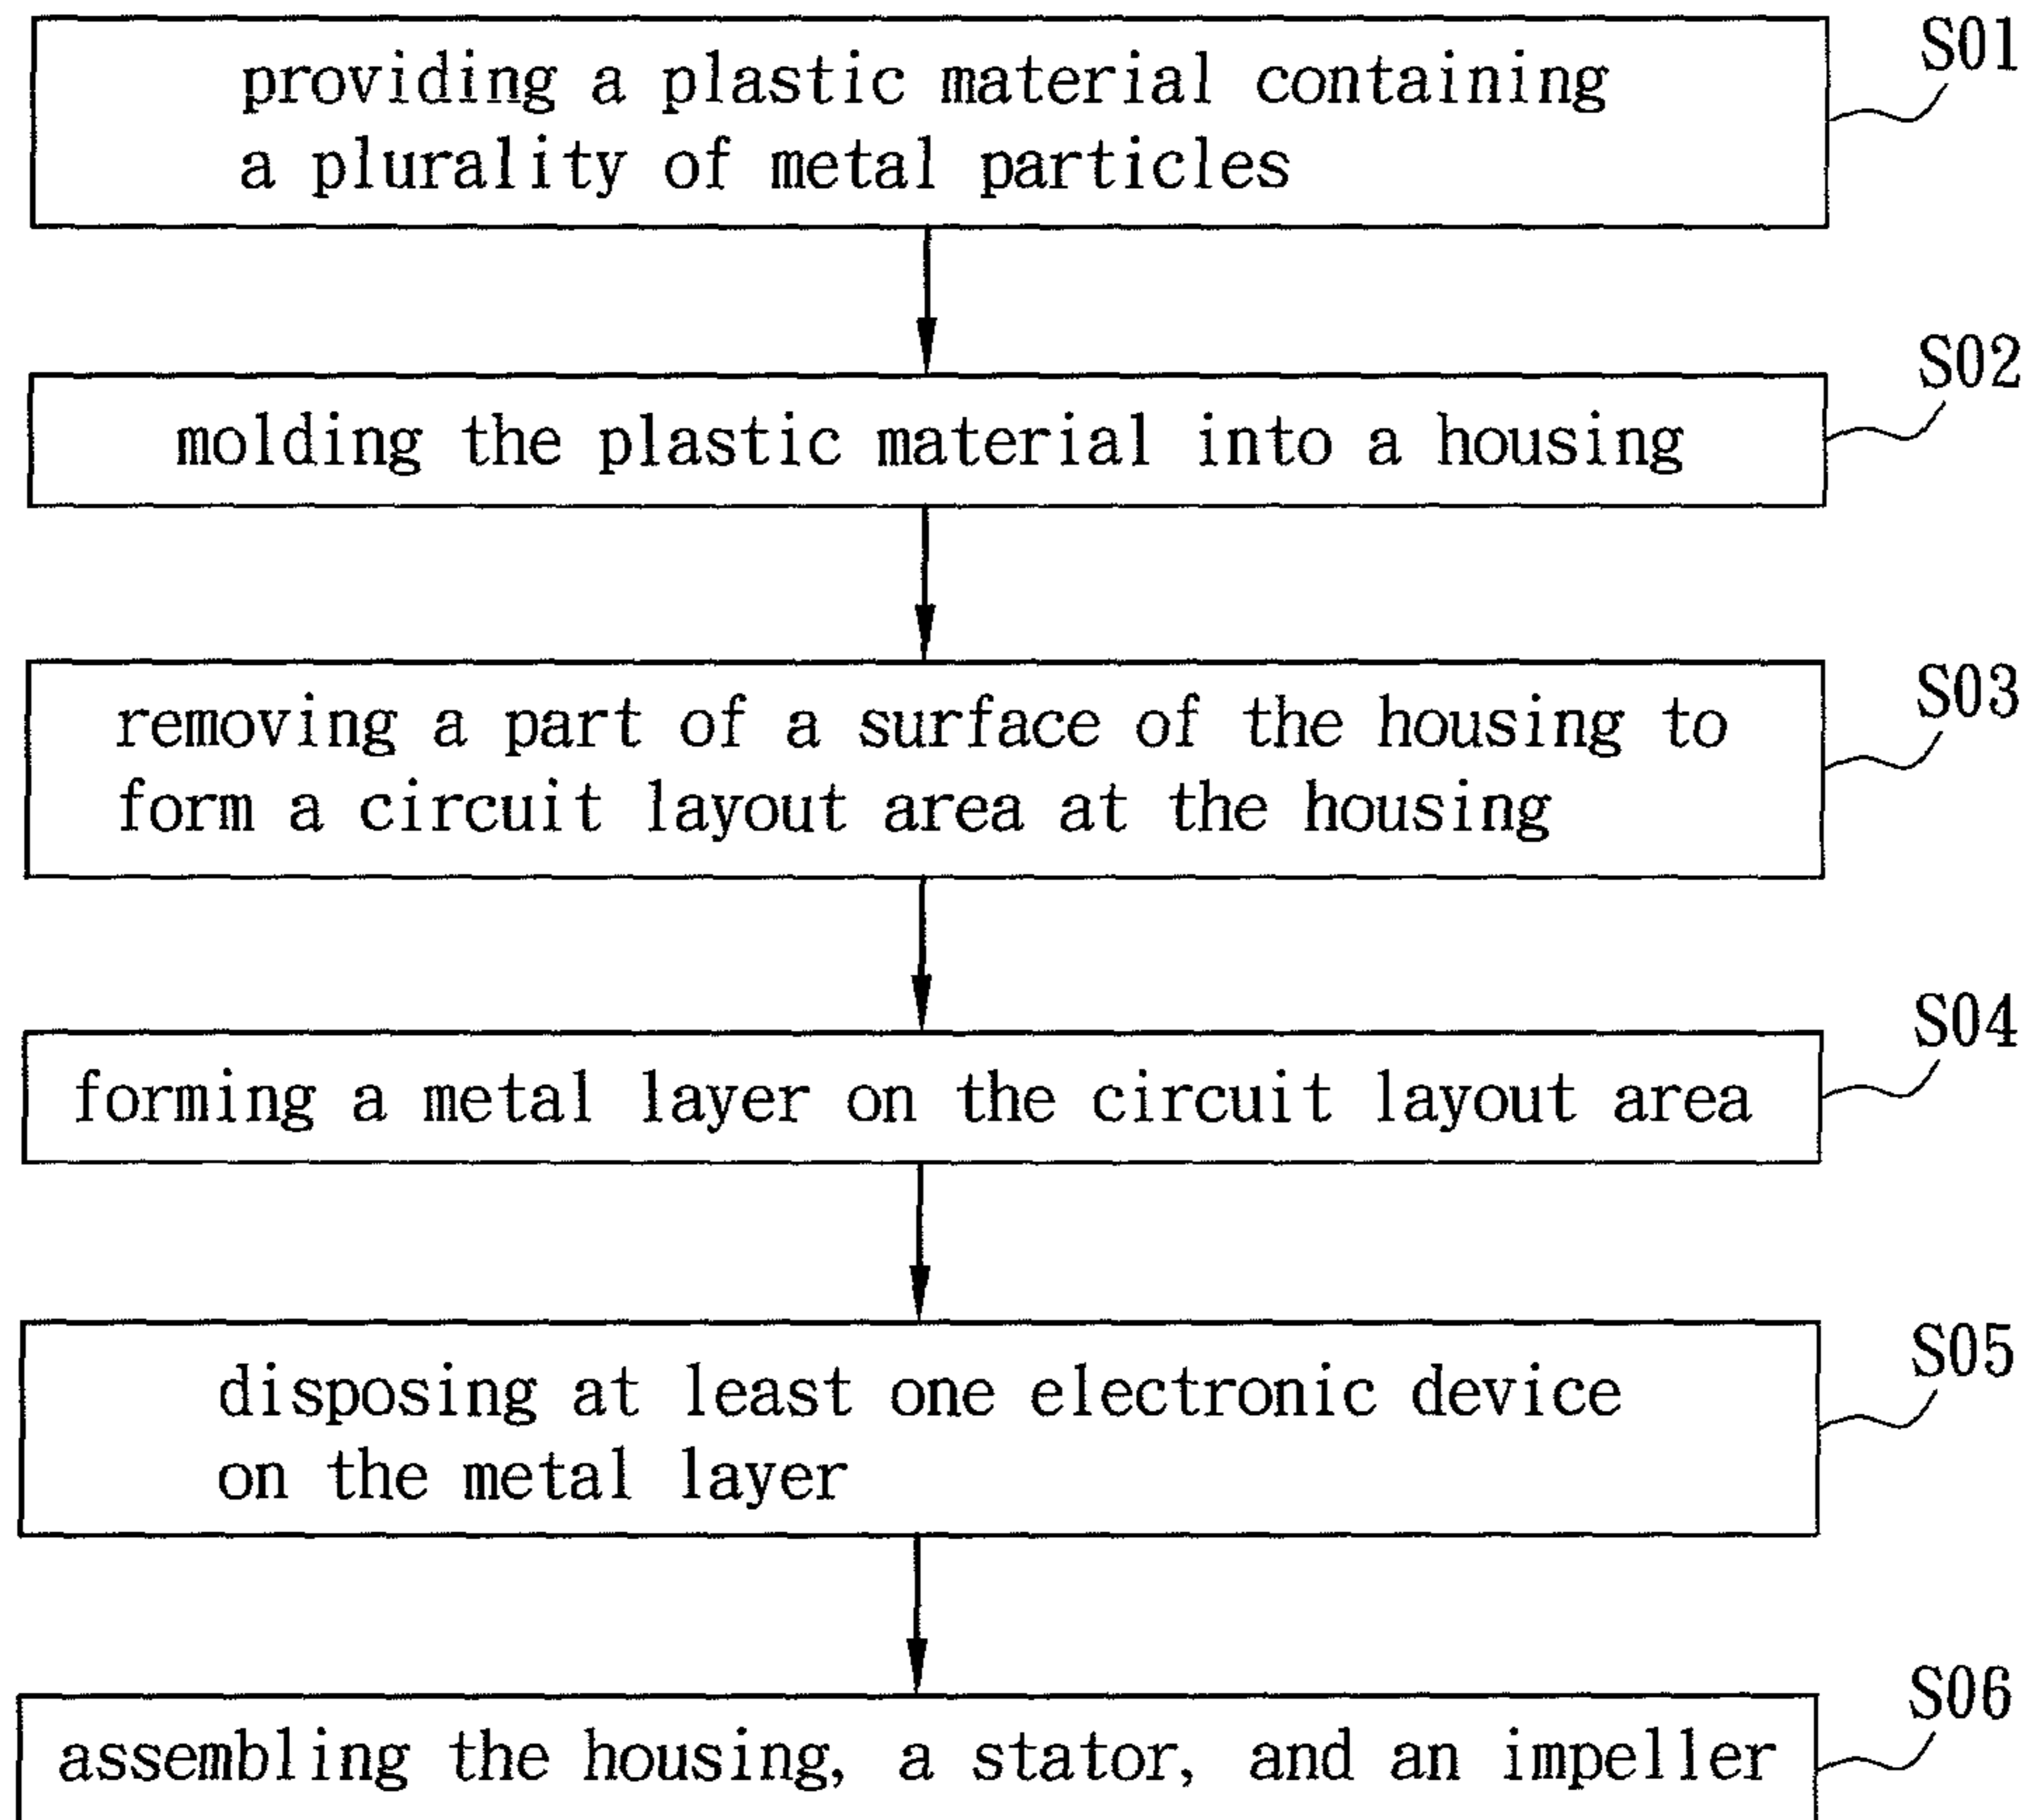 S01
providing a plastic material containing
a plurality of metal particles
S02
molding the plastic material into a housing
S03
removing a part of a surface of the housing to
form a circuit layout area at the housing
S04
forming a metal layer on the circuit layout area
S05
disposing at least one electronic device
on the metal layer
S06
assembling the housing, a stator, and an impeller